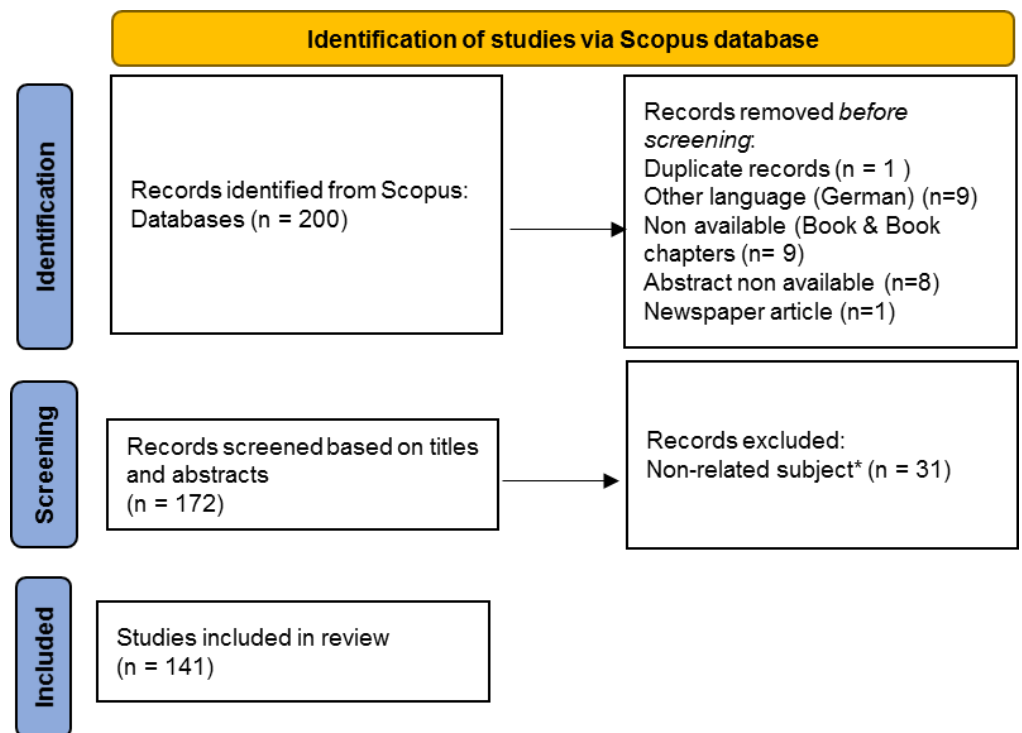 Identification of studies via Scopus database
Identification
Records identified from Scopus:
Databases (n = 200)
Records removed before
screening:
Duplicate records (n = 1 )
Other language (German) (n=9)
Non available (Book & Book
chapters (n= 9)
Abstract non available (n=8)
Newspaper article (n=1)
Screening
Records screened based on titles
and abstracts
(n = 172)
Records excluded:
Non-related subject* (n = 31)
Included
Studies included in review
(n = 141)